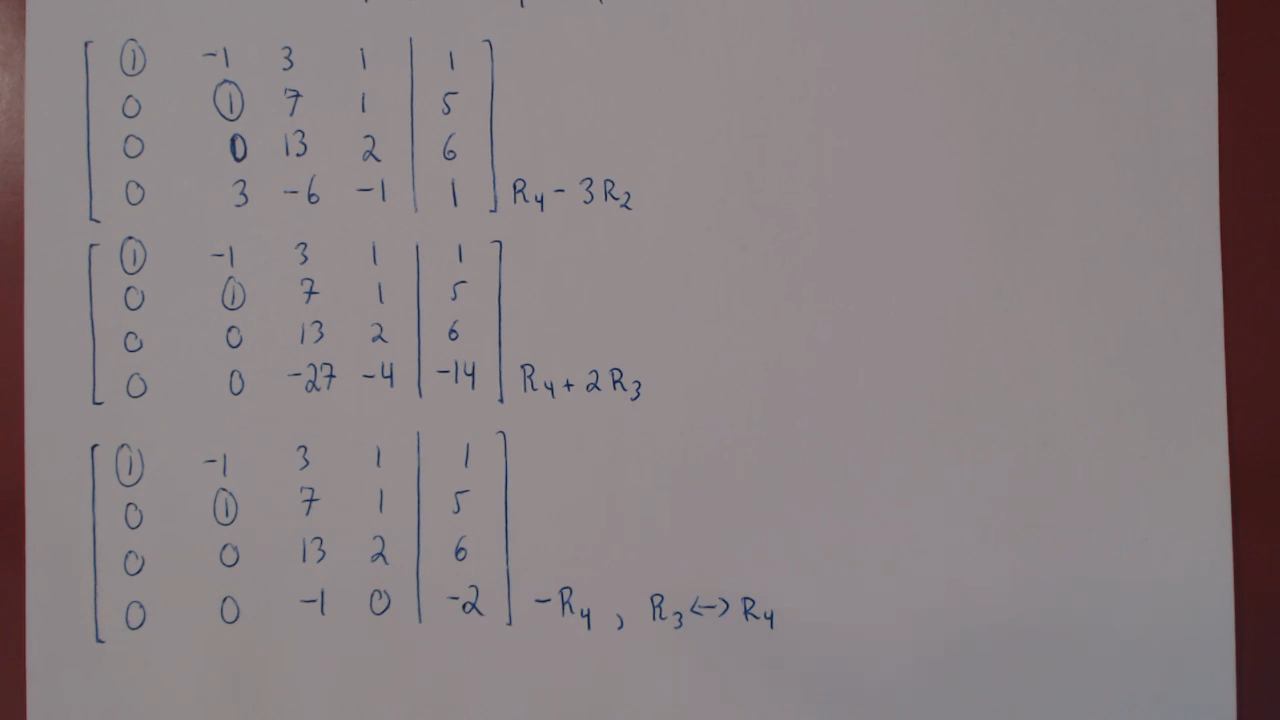 1 -1 3 1 | 1
0 1 7 1 | 5
0 0 13 2 | 6
0 3 -6 -1 | 1 R4 - 3R2
1 -1 3 1 | 1
0 1 7 1 | 5
0 0 13 2 | 6
0 0 -27 -4 | -14 R4 + 2R3
1 -1 3 1 | 1
0 1 7 1 | 5
0 0 13 2 | 6
0 0 -1 0 | -2 -R4 , R3 <-> R4